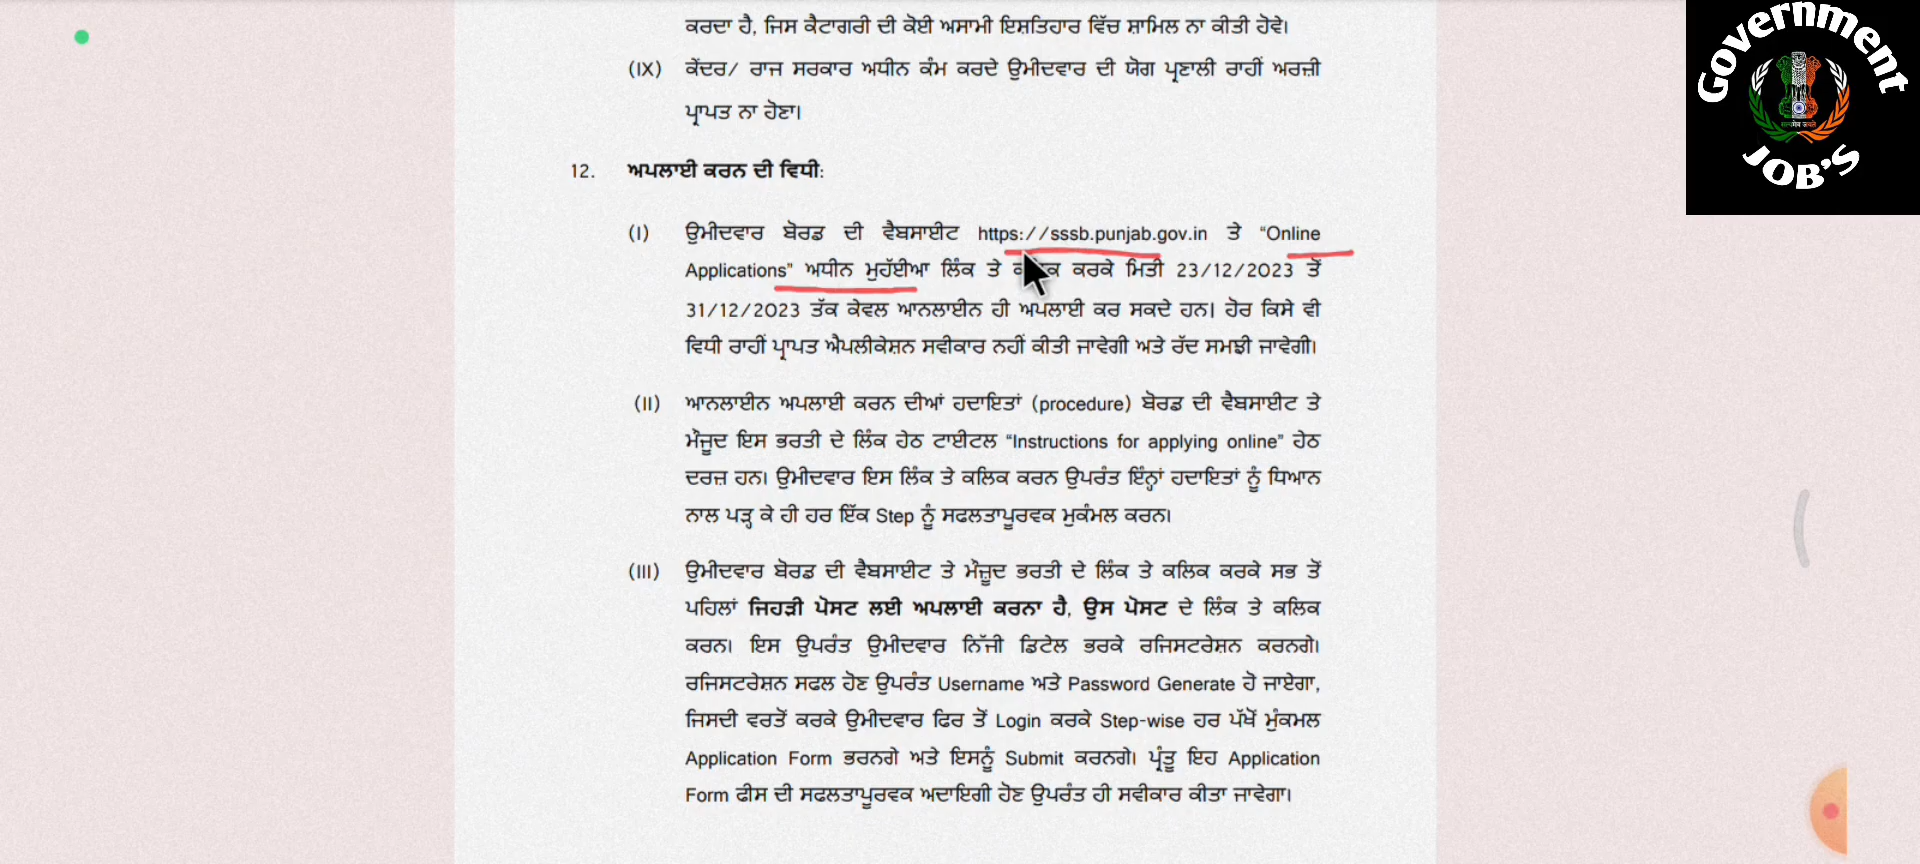 ਕਰਦਾ ਹੈ, ਜਿਸ ਕੈਟਾਗਰੀ ਦੀ ਕੋਈ ਅਸਾਮੀ ਇਸ਼ਤਿਹਾਰ ਵਿੱਚ ਸ਼ਾਮਿਲ ਨਾ ਕੀਤੀ ਹੋਵੇ।
(IX) ਕੇਂਦਰ/ ਰਾਜ ਸਰਕਾਰ ਅਧੀਨ ਕੰਮ ਕਰਦੇ ਉਮੀਦਵਾਰ ਦੀ ਯੋਗ ਪ੍ਰਣਾਲੀ ਰਾਹੀਂ ਅਰਜ਼ੀ
ਪ੍ਰਾਪਤ ਨਾ ਹੋਣਾ।
12. ਅਪਲਾਈ ਕਰਨ ਦੀ ਵਿਧੀ:
(I) ਉਮੀਦਵਾਰ ਬੋਰਡ ਦੀ ਵੈਬਸਾਈਟ https://sssb.punjab.gov.in ਤੇ “Online
Applications” ਅਧੀਨ ਮੁਹੱਈਆ ਲਿੰਕ ਤੇ ਕਰਕੇ ਮਿਤੀ 23/12/2023 ਤੋਂ
31/12/2023 ਤੱਕ ਕੇਵਲ ਆਨਲਾਈਨ ਹੀ ਅਪਲਾਈ ਕਰ ਸਕਦੇ ਹਨ। ਹੋਰ ਕਿਸੇ ਵੀ
ਵਿਧੀ ਰਾਹੀਂ ਪ੍ਰਾਪਤ ਐਪਲੀਕੇਸ਼ਨ ਸਵੀਕਾਰ ਨਹੀਂ ਕੀਤੀ ਜਾਵੇਗੀ ਅਤੇ ਰੱਦ ਸਮਝੀ ਜਾਵੇਗੀ।
(II) ਆਨਲਾਈਨ ਅਪਲਾਈ ਕਰਨ ਦੀਆਂ ਹਦਾਇਤਾਂ (procedure) ਬੋਰਡ ਦੀ ਵੈਬਸਾਈਟ ਤੇ
ਮੌਜੂਦ ਇਸ ਭਰਤੀ ਦੇ ਲਿੰਕ ਹੇਠ ਟਾਈਟਲ “Instructions for applying online” ਹੇਠ
ਦਰਜ਼ ਹਨ। ਉਮੀਦਵਾਰ ਇਸ ਲਿੰਕ ਤੇ ਕਲਿਕ ਕਰਨ ਉਪਰੰਤ ਇੰਨ੍ਹਾਂ ਹਦਾਇਤਾਂ ਨੂੰ ਧਿਆਨ
ਨਾਲ ਪੜ੍ਹ ਕੇ ਹੀ ਹਰ ਇੱਕ Step ਨੂੰ ਸਫਲਤਾਪੂਰਵਕ ਮੁਕੰਮਲ ਕਰਨ।
(III) ਉਮੀਦਵਾਰ ਬੋਰਡ ਦੀ ਵੈਬਸਾਈਟ ਤੇ ਮੌਜ਼ੂਦ ਭਰਤੀ ਦੇ ਲਿੰਕ ਤੇ ਕਲਿਕ ਕਰਕੇ ਸਭ ਤੋਂ
ਪਹਿਲਾਂ ਜਿਹੜੀ ਪੋਸਟ ਲਈ ਅਪਲਾਈ ਕਰਨਾ ਹੈ, ਉਸ ਪੋਸਟ ਦੇ ਲਿੰਕ ਤੇ ਕਲਿਕ
ਕਰਨ। ਇਸ ਉਪਰੰਤ ਉਮੀਦਵਾਰ ਨਿੱਜੀ ਡਿਟੇਲ ਭਰਕੇ ਰਜਿਸਟਰੇਸ਼ਨ ਕਰਨਗੇ।
ਰਜਿਸਟਰੇਸ਼ਨ ਸਫਲ ਹੋਣ ਉਪਰੰਤ Username ਅਤੇ Password Generate ਹੋ ਜਾਏਗਾ,
ਜਿਸਦੀ ਵਰਤੋਂ ਕਰਕੇ ਉਮੀਦਵਾਰ ਫਿਰ ਤੋਂ Login ਕਰਕੇ Step-wise ਹਰ ਪੱਖੋਂ ਮੁੰਕਮਲ
Application Form ਭਰਨਗੇ ਅਤੇ ਇਸਨੂੰ Submit ਕਰਨਗੇ। ਪ੍ਰੰਤੂ ਇਹ Application
Form ਫੀਸ ਦੀ ਸਫਲਤਾਪੂਰਵਕ ਅਦਾਇਗੀ ਹੋਣ ਉਪਰੰਤ ਹੀ ਸਵੀਕਾਰ ਕੀਤਾ ਜਾਵੇਗਾ।
Government
सत्यमेव जयते
JOB'S